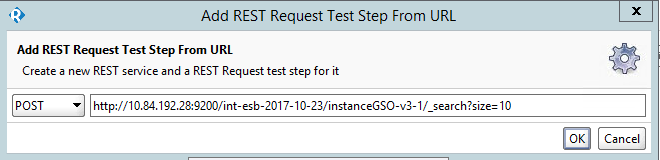 Add REST Request Test Step From URL
X
Add REST Request Test Step From URL
Create a new REST service and a REST Request test step for it
POST http://10.84.192.28:9200/int-esb-2017-10-23/instanceGSO-v3-1/_search?size=10
OK Cancel